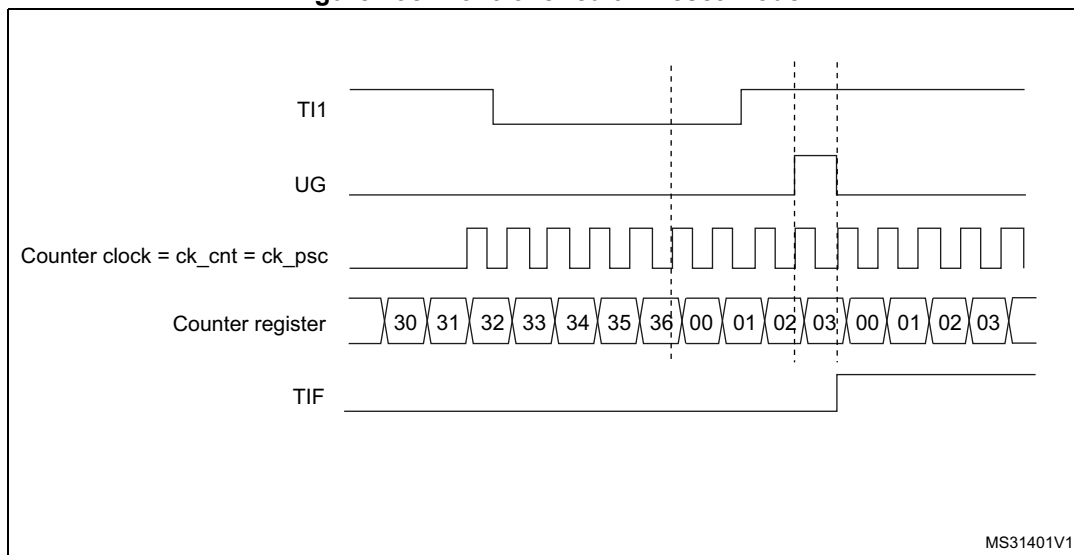 TI1
UG
Counter clock = ck_cnt = ck_psc
Counter register 30 31 32 33 34 35 36 00 01 02 03 00 01 02 03
TIF
MS31401V1